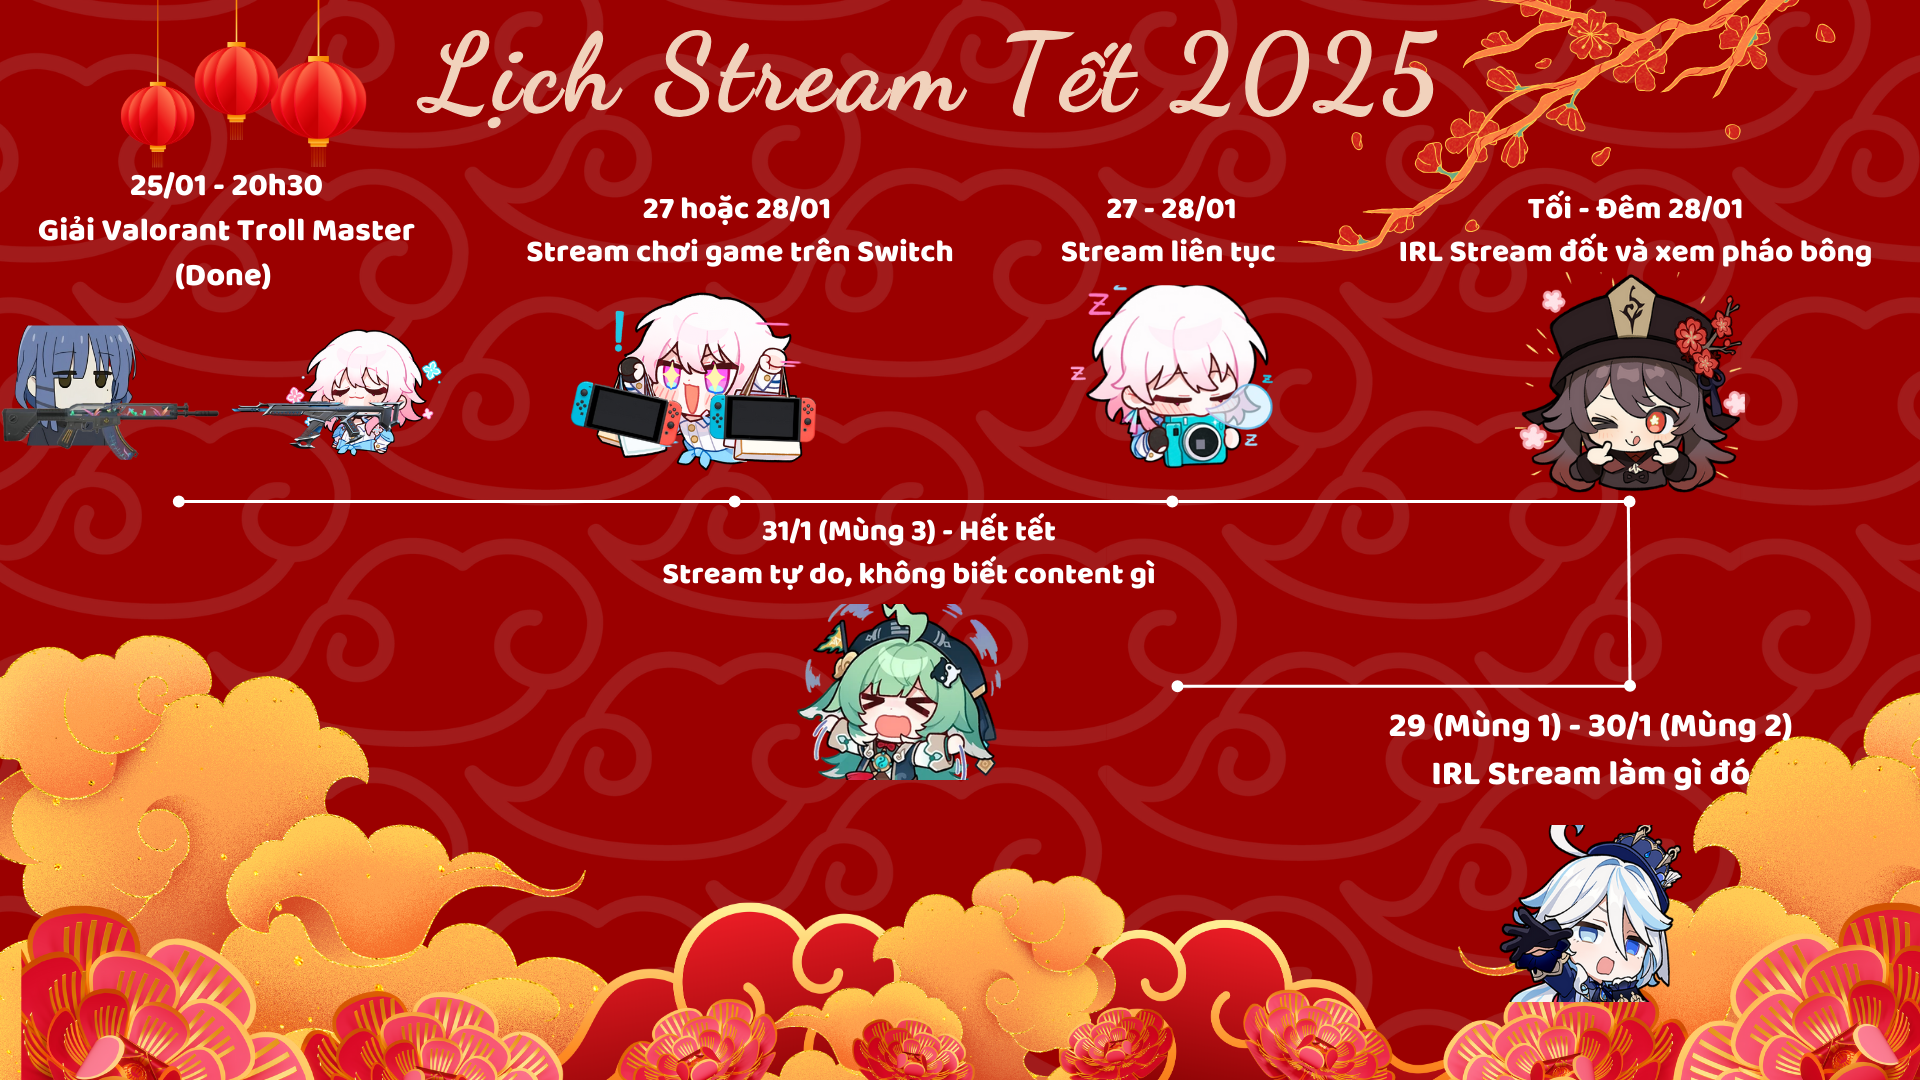 Lịch Stream Tết 2025
25/01 - 20h30
Giải Valorant Troll Master
(Done)
27 hoặc 28/01
Stream chơi game trên Switch
27 - 28/01
Stream liên tục
Tối - Đêm 28/01
IRL Stream đốt và xem pháo bông
29 (Mùng 1) - 30/1 (Mùng 2)
IRL Stream làm gì đó
31/1 (Mùng 3) - Hết tết
Stream tự do, không biết content gì